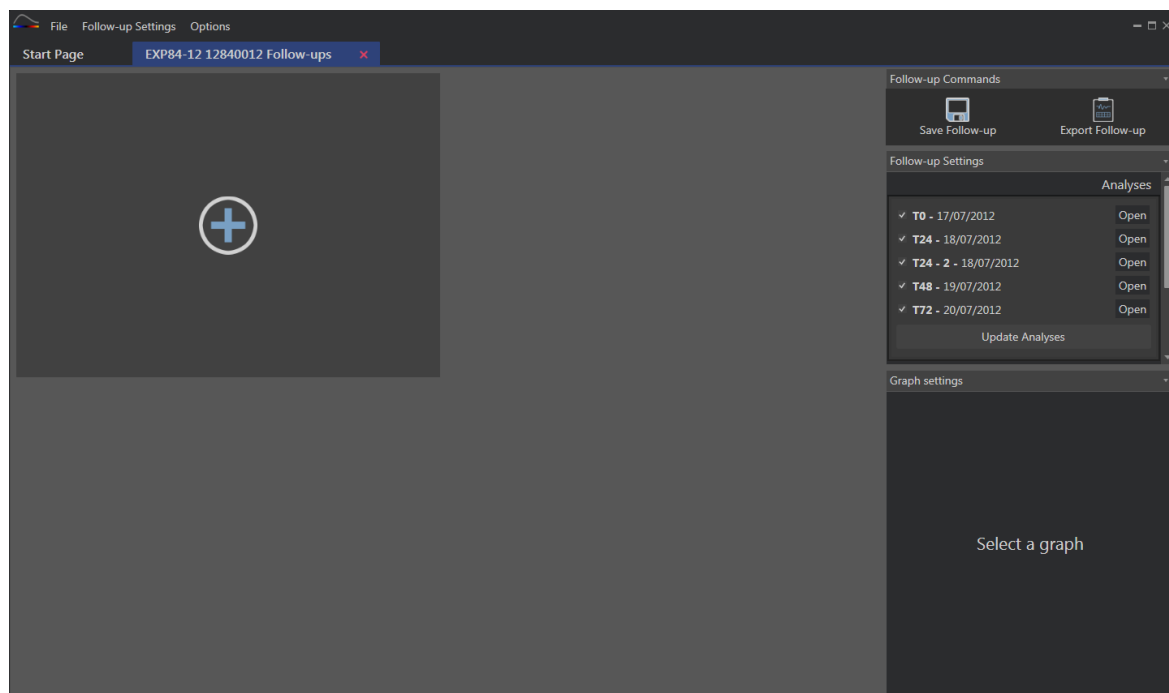 File Follow-up Settings Options
Start Page EXP84-12 12840012 Follow-ups ×
Follow-up Commands
Save Follow-up Export Follow-up
Follow-up Settings
Analyses
T0 - 17/07/2012 Open
T24 - 18/07/2012 Open
T24 - 2 - 18/07/2012 Open
T48 - 19/07/2012 Open
T72 - 20/07/2012 Open
Update Analyses
Graph settings
Select a graph